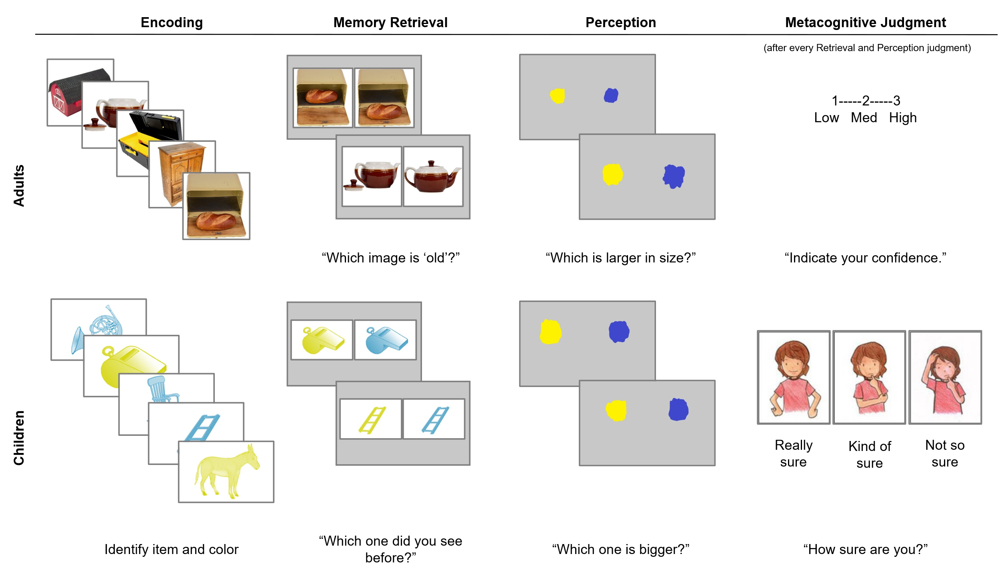 Encoding
Memory Retrieval
Perception
Metacognitive Judgment
(after every Retrieval and Perception judgment)
Adults
1-----2-----3
Low Med High
“Which image is ‘old’?”
“Which is larger in size?”
“Indicate your confidence.”
Children
Really
sure
Kind of
sure
Not so
sure
Identify item and color
“Which one did you see
before?”
“Which one is bigger?”
“How sure are you?”